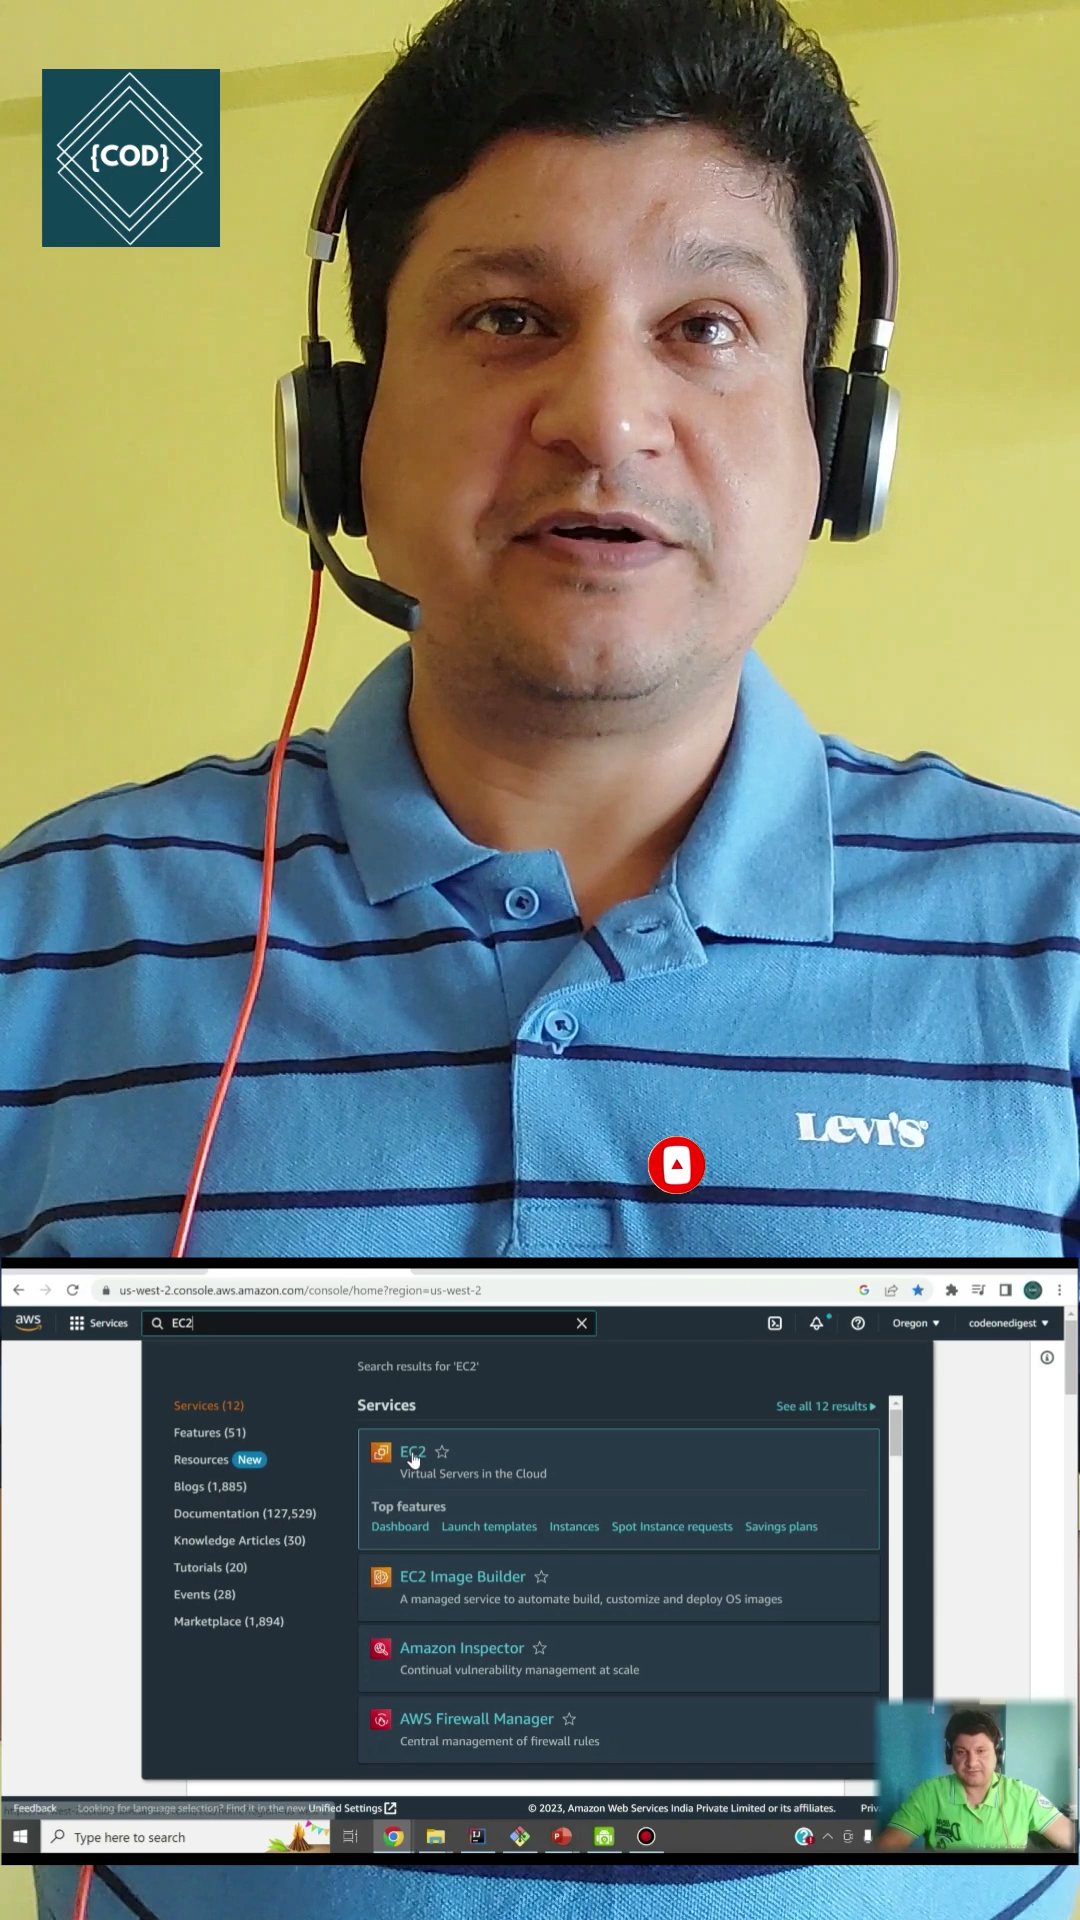 {COD}
Levi's
us-west-2.console.aws.amazon.com/console/home?region=us-west-2
aws
Services
EC2
Oregon
codeonedigest
Search results for 'EC2'
Services (12)
Features (51)
Resources New
Blogs (1,885)
Documentation (127,529)
Knowledge Articles (30)
Tutorials (20)
Events (28)
Marketplace (1,894)
Services
See all 12 results
EC2
Virtual Servers in the Cloud
Top features
Dashboard Launch templates Instances Spot Instance requests Savings plans
EC2 Image Builder
A managed service to automate build, customize and deploy OS images
Amazon Inspector
Continual vulnerability management at scale
AWS Firewall Manager
Central management of firewall rules
Feedback Looking for language selection? Find it in the new Unified Settings © 2023, Amazon Web Services India Private Limited or its affiliates.
Type here to search